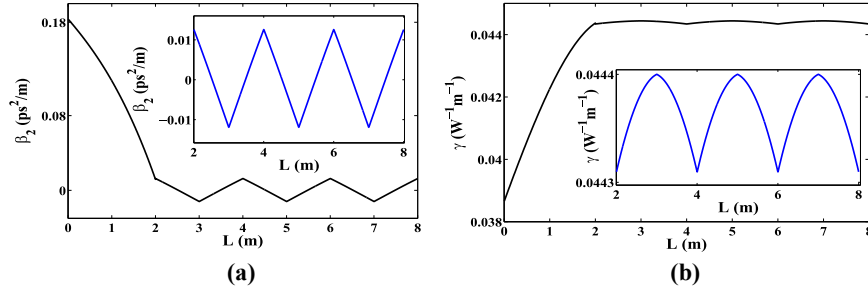 0.18
0.08
0
β₂ (ps²/m)
0 1 2 3 4 5 6 7 8
L (m)
0.01
0
−0.01
β₂ (ps²/m)
2 4 6 8
L (m)
(a)
0.044
0.042
0.04
0.038
γ (W⁻¹m⁻¹)
0 1 2 3 4 5 6 7 8
L (m)
0.0444
0.0443
γ (W⁻¹m⁻¹)
2 4 6 8
L (m)
(b)